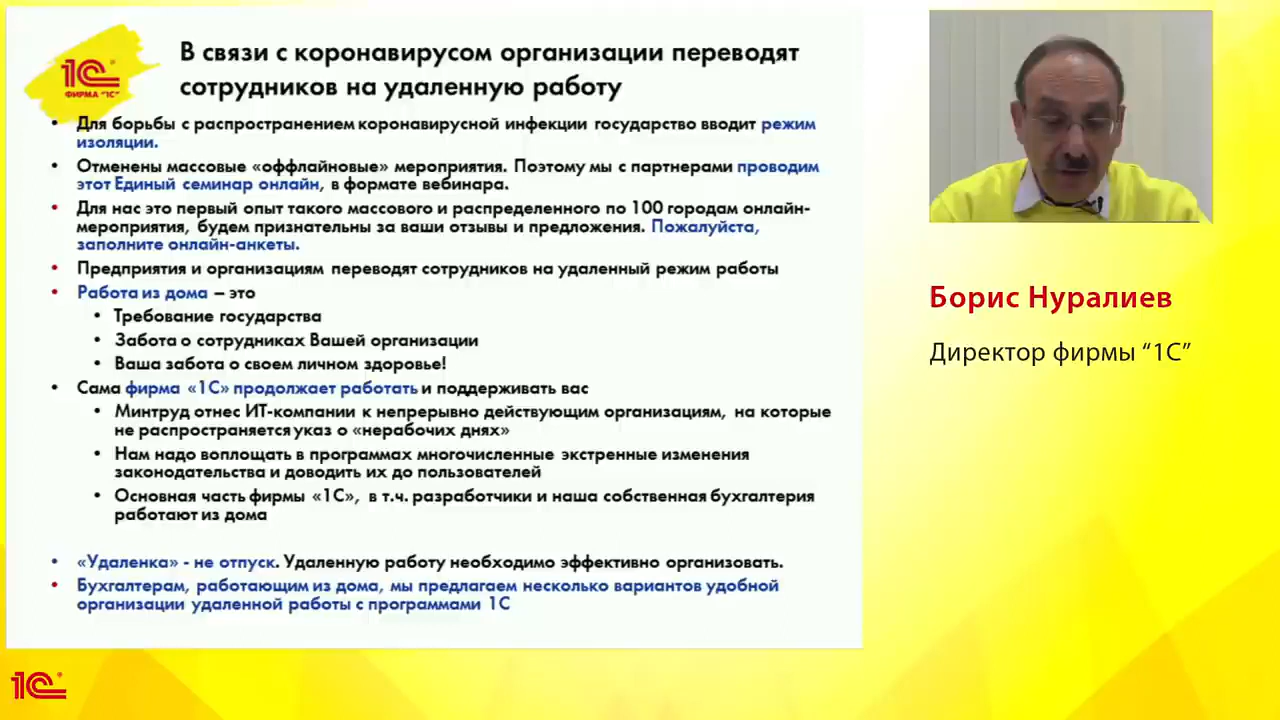 1С®
ФИРМА "1С"
В связи с коронавирусом организации переводят
сотрудников на удаленную работу
• Для борьбы с распространением коронавирусной инфекции государство вводит режим
изоляции.
• Отменены массовые «оффлайновые» мероприятия. Поэтому мы с партнерами проводим
этот Единый семинар онлайн, в формате вебинара.
• Для нас это первый опыт такого массового и распределенного по 100 городам онлайн-
мероприятия, будем признательны за ваши отзывы и предложения. Пожалуйста,
заполните онлайн-анкеты.
• Предприятия и организациям переводят сотрудников на удаленный режим работы
• Работа из дома – это
• Требование государства
• Забота о сотрудниках Вашей организации
• Ваша забота о своем личном здоровье!
• Сама фирма «1С» продолжает работать и поддерживать вас
• Минтруд отнес ИТ-компании к непрерывно действующим организациям, на которые
не распространяется указ о «нерабочих днях»
• Нам надо воплощать в программах многочисленные экстренные изменения
законодательства и доводить их до пользователей
• Основная часть фирмы «1С», в т.ч. разработчики и наша собственная бухгалтерия
работают из дома
• «Удаленка» - не отпуск. Удаленную работу необходимо эффективно организовать.
• Бухгалтерам, работающим из дома, мы предлагаем несколько вариантов удобной
организации удаленной работы с программами 1С
Борис Нуралиев
Директор фирмы “1С”
1С®